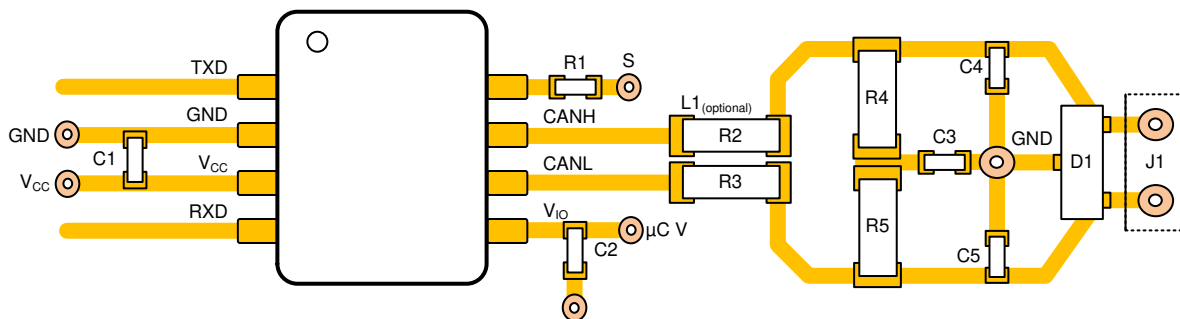 TXD
R1
S
C4
GND
L1(optional)
R4
GND
CANH
R2
C3
GND
C1
J1
D1
VCC
VCC
CANL
R3
RXD
VIO
µC V
R5
C2
C5